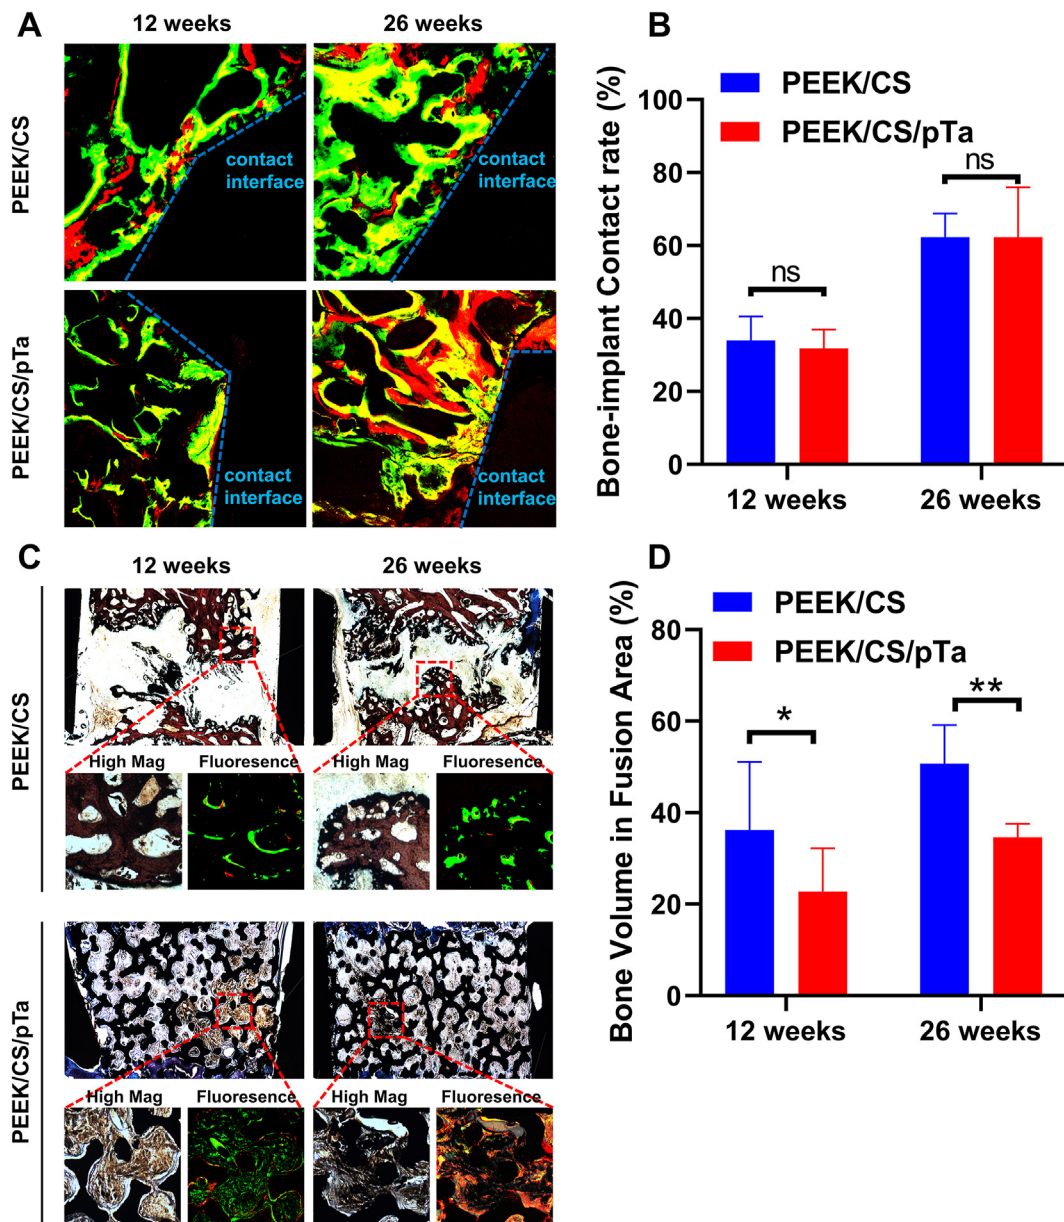 A
12 weeks
26 weeks
PEEK/CS
contact
interface
contact
interface
PEEK/CS/pTa
contact
interface
contact
interface
B
PEEK/CS
PEEK/CS/pTa
Bone-implant Contact rate (%)
100
80
60
40
20
0
ns
ns
12 weeks
26 weeks
C
12 weeks
26 weeks
PEEK/CS
High Mag
Fluoresence
High Mag
Fluoresence
PEEK/CS/pTa
High Mag
Fluoresence
High Mag
Fluoresence
D
PEEK/CS
PEEK/CS/pTa
Bone Volume in Fusion Area (%)
80
60
40
20
0
*
**
12 weeks
26 weeks